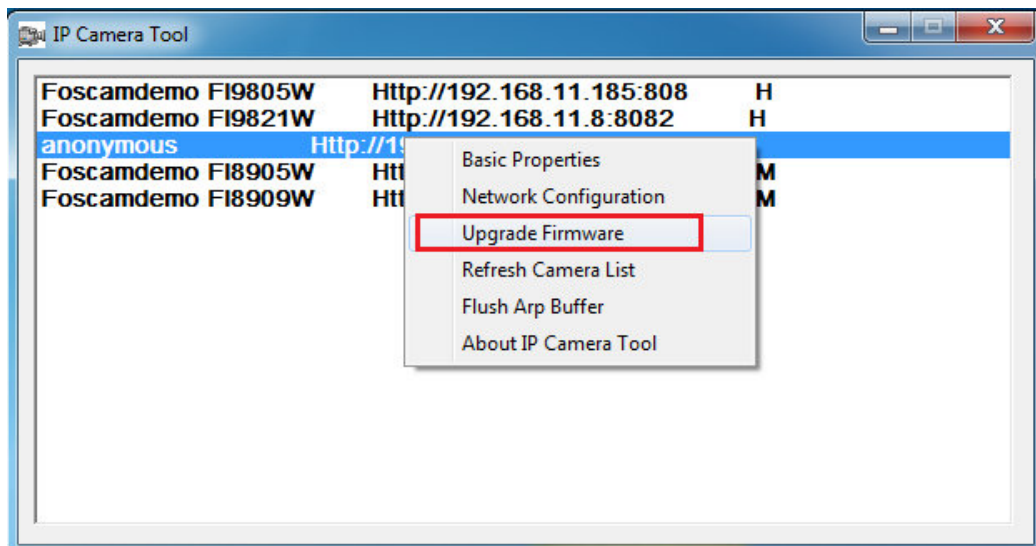 IP Camera Tool
Foscamdemo FI9805W Http://192.168.11.185:808 H
Foscamdemo FI9821W Http://192.168.11.8:8082 H
anonymous Http://19
Foscamdemo FI8905W Htt M
Foscamdemo FI8909W Htt M
Basic Properties
Network Configuration
Upgrade Firmware
Refresh Camera List
Flush Arp Buffer
About IP Camera Tool